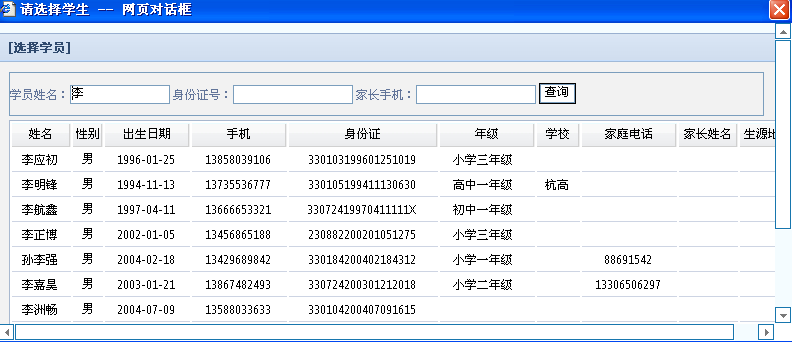 请选择学生 -- 网页对话框
[选择学员]
学员姓名： 李 身份证号： 家长手机： 查询
姓名 性别 出生日期 手机 身份证 年级 学校 家庭电话 家长姓名 生源地
李应初 男 1996-01-25 13858039106 330103199601251019 小学三年级
李明锋 男 1994-11-13 13735536777 330105199411130630 高中一年级 杭高
李航鑫 男 1997-04-11 13666653321 33072419970411111X 初中一年级
李正博 男 2002-01-05 13456865188 230882200201051275 小学三年级
孙李强 男 2004-02-18 13429689842 330184200402184312 小学一年级 88691542
李嘉昊 男 2003-01-21 13867482493 330724200301212018 小学二年级 13306506297
李洲畅 男 2004-07-09 13588033633 330104200407091615